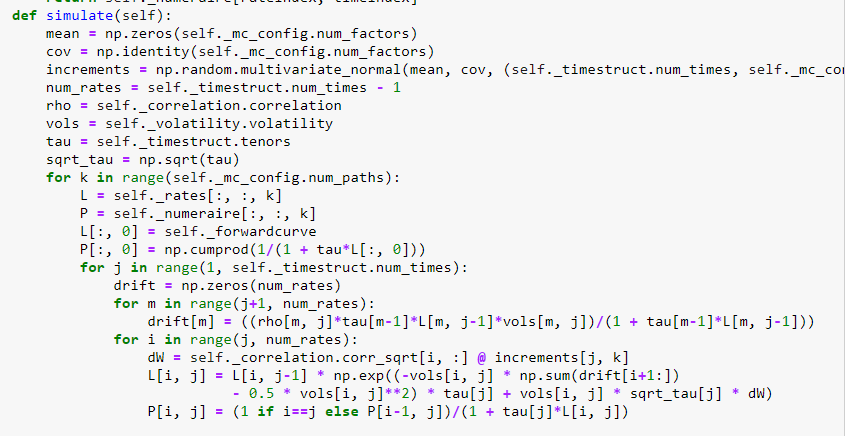 def simulate(self):
    mean = np.zeros(self._mc_config.num_factors)
    cov = np.identity(self._mc_config.num_factors)
    increments = np.random.multivariate_normal(mean, cov, (self._timestruct.num_times, self._mc_co
    num_rates = self._timestruct.num_times - 1
    rho = self._correlation.correlation
    vols = self._volatility.volatility
    tau = self._timestruct.tenors
    sqrt_tau = np.sqrt(tau)
    for k in range(self._mc_config.num_paths):
        L = self._rates[:, :, k]
        P = self._numeraire[:, :, k]
        L[:, 0] = self._forwardcurve
        P[:, 0] = np.cumprod(1/(1 + tau*L[:, 0]))
        for j in range(1, self._timestruct.num_times):
            drift = np.zeros(num_rates)
            for m in range(j+1, num_rates):
                drift[m] = ((rho[m, j]*tau[m-1]*L[m, j-1]*vols[m, j])/(1 + tau[m-1]*L[m, j-1]))
            for i in range(j, num_rates):
                dW = self._correlation.corr_sqrt[i, :] @ increments[j, k]
                L[i, j] = L[i, j-1] * np.exp((-vols[i, j] * np.sum(drift[i+1:])
                          - 0.5 * vols[i, j]**2) * tau[j] + vols[i, j] * sqrt_tau[j] * dW)
                P[i, j] = (1 if i==j else P[i-1, j])/(1 + tau[j]*L[i, j])